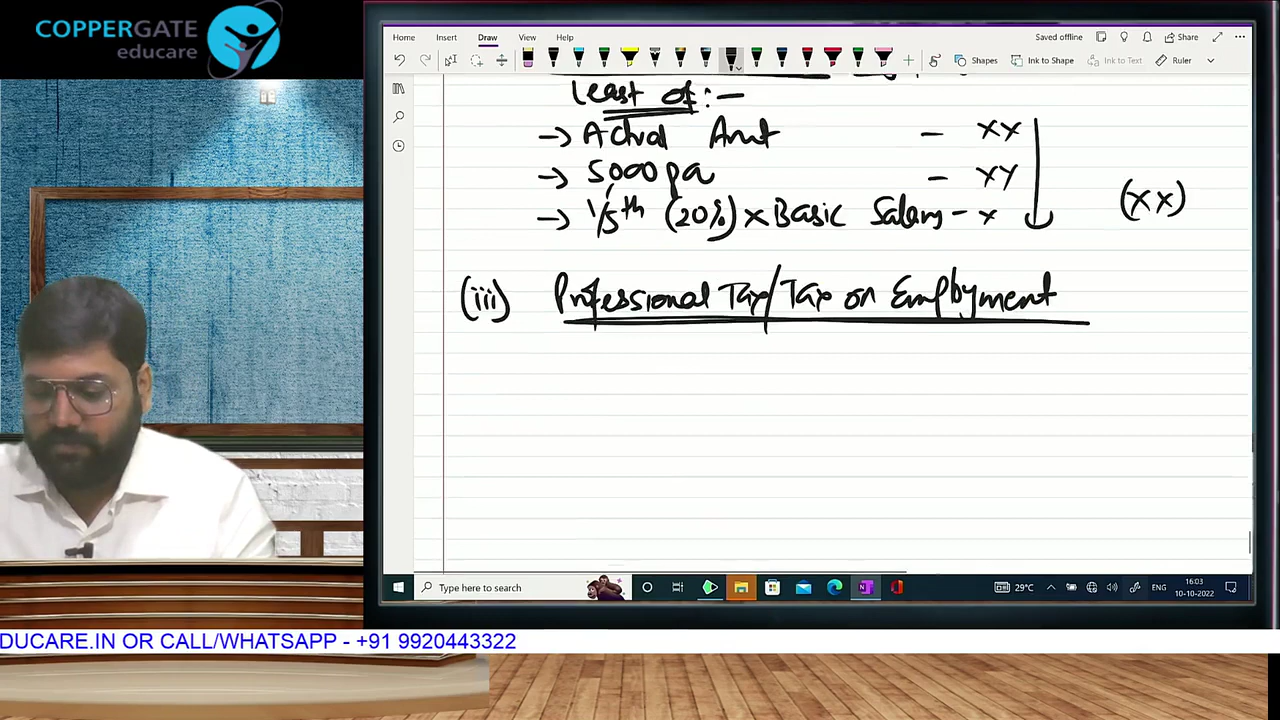 COPPERGATE
educare
Home Insert Draw View Help
Saved offline
Share
Shapes
Ink to Shape
Ink to Text
Ruler
Least of :-
→ Actual Amt - XX
→ 5,000 pa - XY
→ 1/5th (20%) x Basic Salary - x
(XX)
(iii) Professional Tax/Tax on Employment
Type here to search
29°C
ENG
16:03
10-10-2022
DUCARE.IN OR CALL/WHATSAPP - +91 9920443322